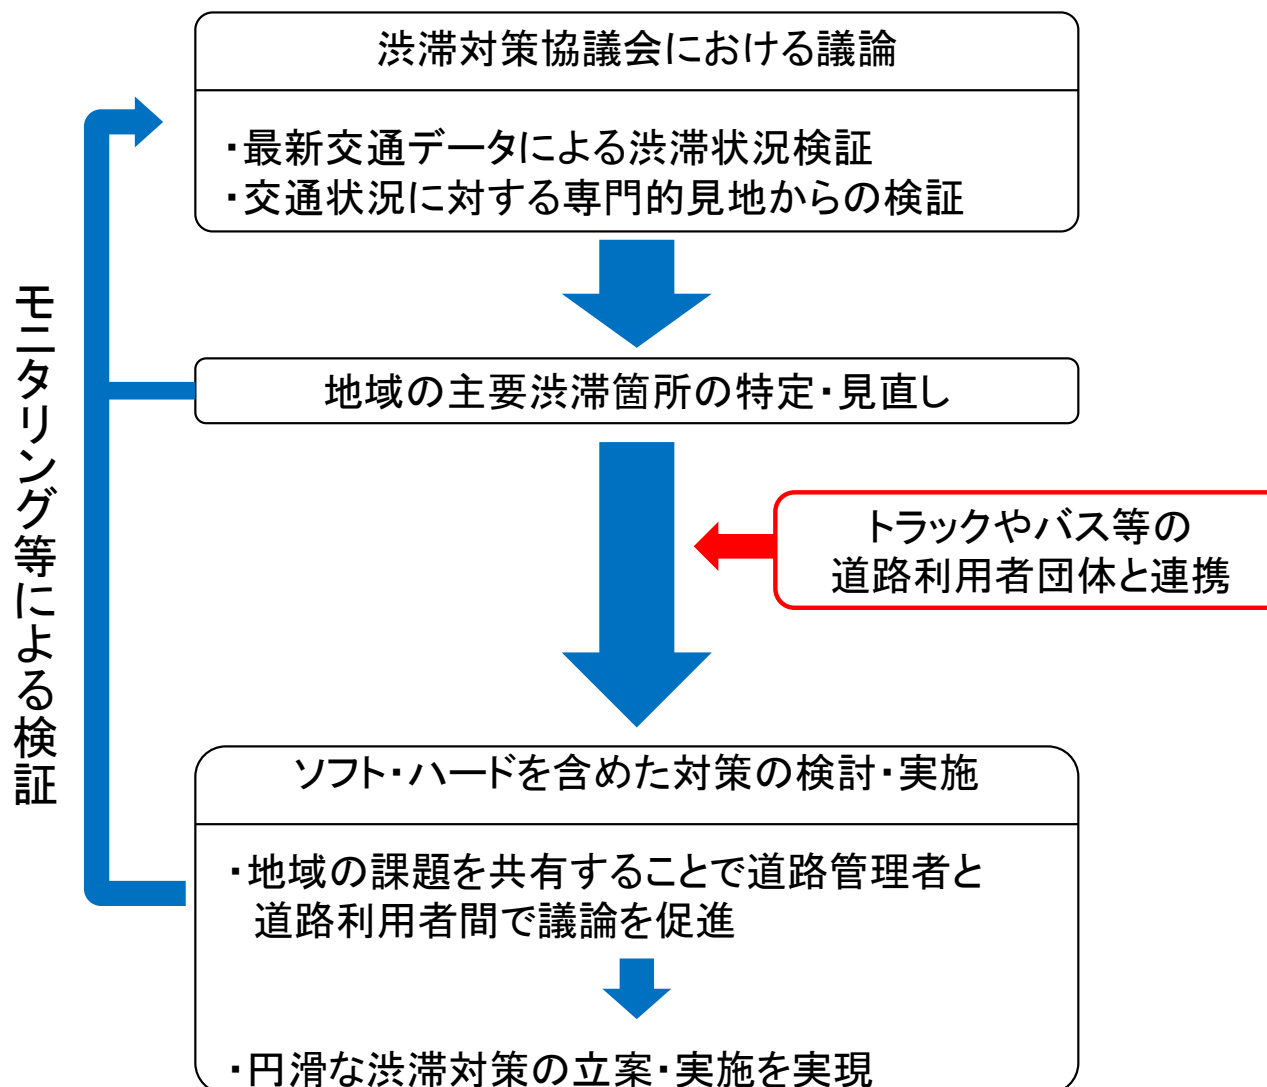 渋滞対策協議会における議論
・最新交通データによる渋滞状況検証
・交通状況に対する専門的見地からの検証
モニタリング等による検証
地域の主要渋滞箇所の特定・見直し
トラックやバス等の
道路利用者団体と連携
ソフト・ハードを含めた対策の検討・実施
・地域の課題を共有することで道路管理者と
道路利用者間で議論を促進
・円滑な渋滞対策の立案・実施を実現